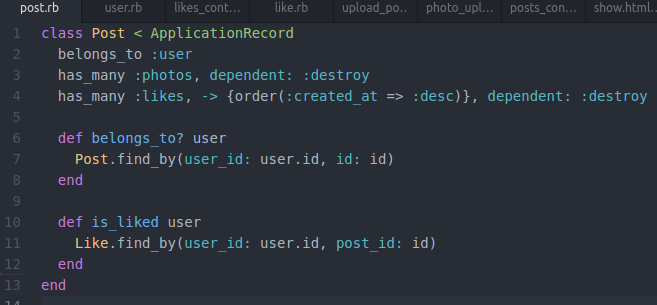 post.rb user.rb likes_cont... like.rb upload_po... photo_upl... posts_con... show.html...
1 class Post < ApplicationRecord
2   belongs_to :user
3   has_many :photos, dependent: :destroy
4   has_many :likes, -> {order(:created_at => :desc)}, dependent: :destroy
5
6   def belongs_to? user
7     Post.find_by(user_id: user.id, id: id)
8   end
9
10   def is_liked user
11     Like.find_by(user_id: user.id, post_id: id)
12   end
13 end
14